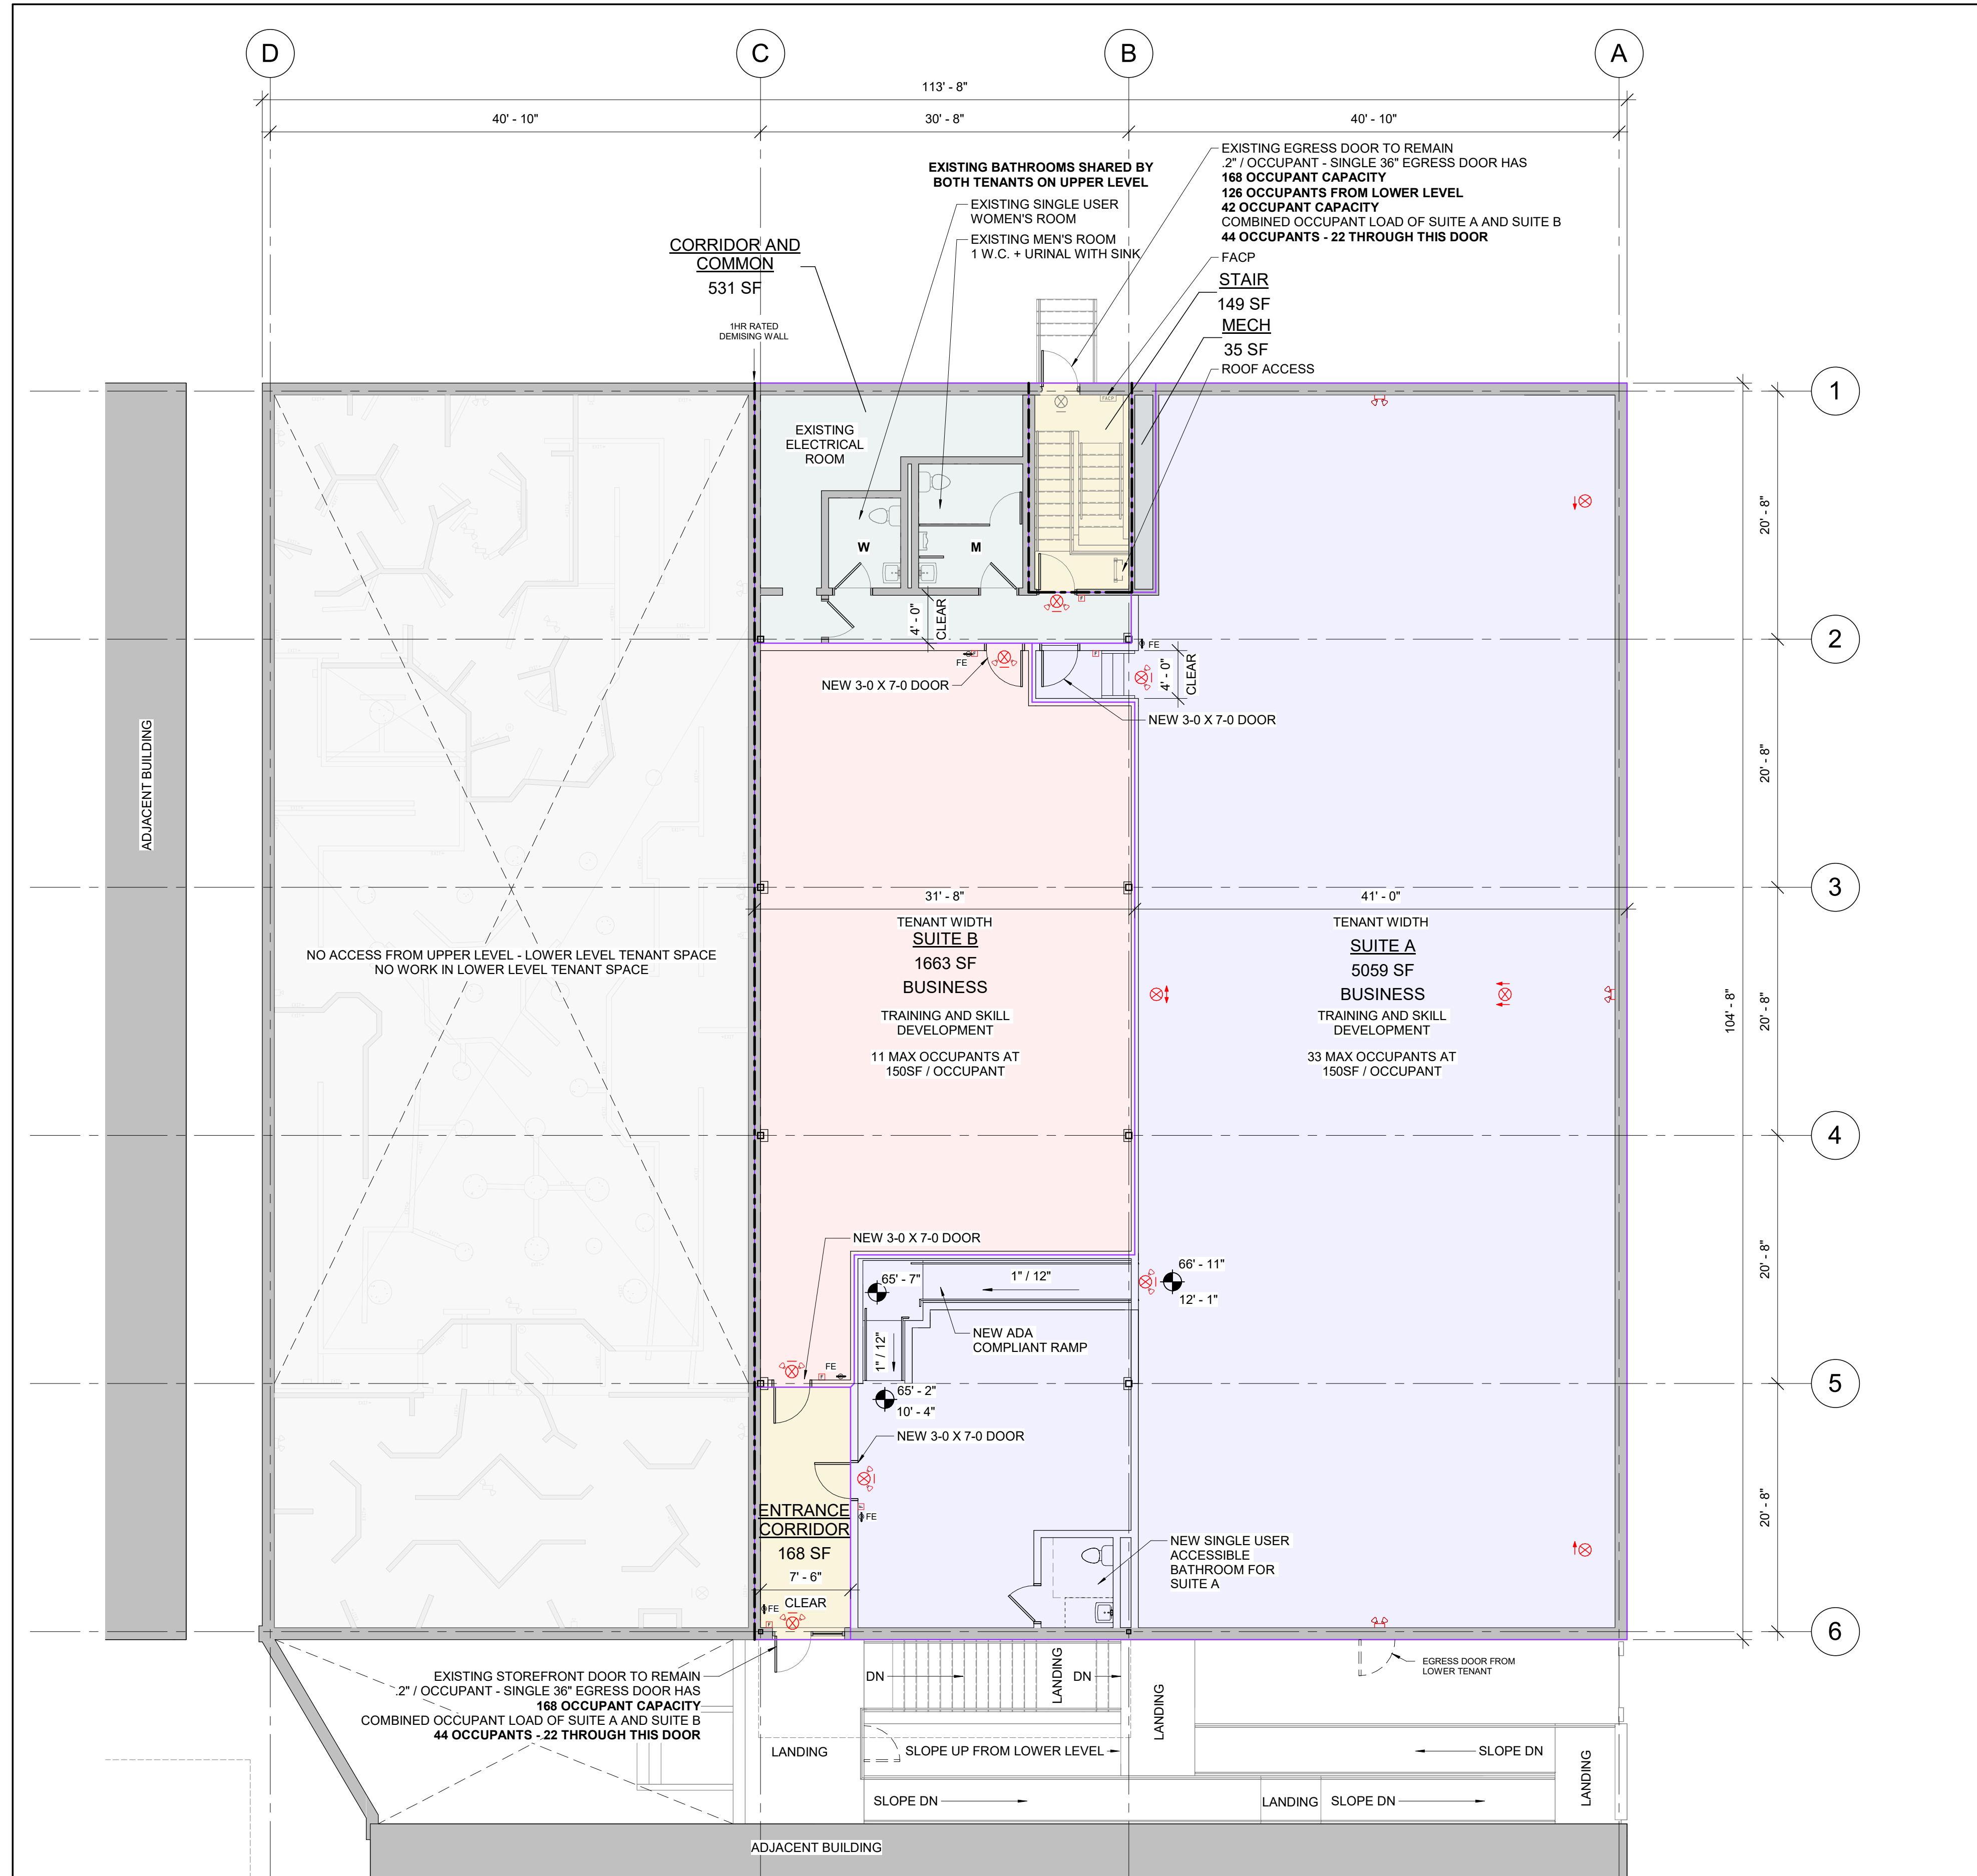 D
C
B
A
113' - 8"
40' - 10"
30' - 8"
40' - 10"
EXISTING BATHROOMS SHARED BY
BOTH TENANTS ON UPPER LEVEL
EXISTING SINGLE USER
WOMEN'S ROOM
EXISTING MEN'S ROOM
1 W.C. + URINAL WITH SINK
EXISTING EGRESS DOOR TO REMAIN
.2" / OCCUPANT - SINGLE 36" EGRESS DOOR HAS
168 OCCUPANT CAPACITY
126 OCCUPANTS FROM LOWER LEVEL
42 OCCUPANT CAPACITY
COMBINED OCCUPANT LOAD OF SUITE A AND SUITE B
44 OCCUPANTS - 22 THROUGH THIS DOOR
FACP
STAIR
149 SF
MECH
35 SF
ROOF ACCESS
CORRIDOR AND
COMMON
531 SF
1HR RATED
DEMISING WALL
1
FACP
EXISTING
ELECTRICAL
ROOM
W
M
20' - 8"
4' - 0"
CLEAR
F
2
FE
F
F
FE
4' - 0"
CLEAR
NEW 3-0 X 7-0 DOOR
NEW 3-0 X 7-0 DOOR
20' - 8"
ADJACENT BUILDING
3
31' - 8"
TENANT WIDTH
SUITE B
1663 SF
BUSINESS
TRAINING AND SKILL
DEVELOPMENT
11 MAX OCCUPANTS AT
150SF / OCCUPANT
41' - 0"
TENANT WIDTH
SUITE A
5059 SF
BUSINESS
TRAINING AND SKILL
DEVELOPMENT
33 MAX OCCUPANTS AT
150SF / OCCUPANT
NO ACCESS FROM UPPER LEVEL - LOWER LEVEL TENANT SPACE
NO WORK IN LOWER LEVEL TENANT SPACE
104' - 8"
20' - 8"
4
NEW 3-0 X 7-0 DOOR
65' - 7"
1" / 12"
66' - 11"
12' - 1"
20' - 8"
NEW ADA
COMPLIANT RAMP
1" / 12"
FE
F
5
65' - 2"
10' - 4"
NEW 3-0 X 7-0 DOOR
F
FE
ENTRANCE
CORRIDOR
168 SF
7' - 6"
CLEAR
FE
F
NEW SINGLE USER
ACCESSIBLE
BATHROOM FOR
SUITE A
20' - 8"
6
EXISTING STOREFRONT DOOR TO REMAIN
.2" / OCCUPANT - SINGLE 36" EGRESS DOOR HAS
168 OCCUPANT CAPACITY
COMBINED OCCUPANT LOAD OF SUITE A AND SUITE B
44 OCCUPANTS - 22 THROUGH THIS DOOR
DN
LANDING
DN
LANDING
EGRESS DOOR FROM
LOWER TENANT
LANDING
SLOPE UP FROM LOWER LEVEL
SLOPE DN
LANDING
SLOPE DN
LANDING
SLOPE DN
ADJACENT BUILDING